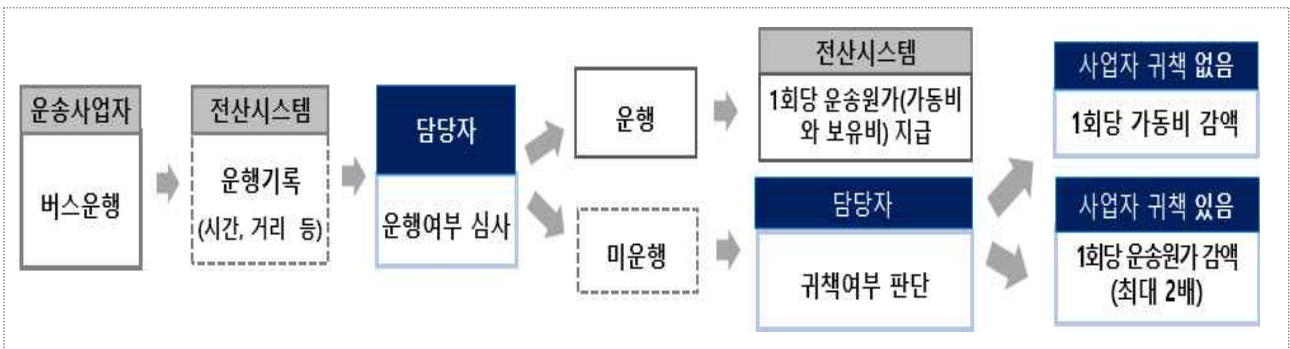 운송사업자
버스운행
전산시스템
운행기록
(시간, 거리 등)
담당자
운행여부 심사
운행
미운행
전산시스템
1회당 운송원가(가동비
와 보유비) 지급
담당자
귀책여부 판단
사업자 귀책 없음
1회당 가동비 감액
사업자 귀책 있음
1회당 운송원가 감액
(최대 2배)